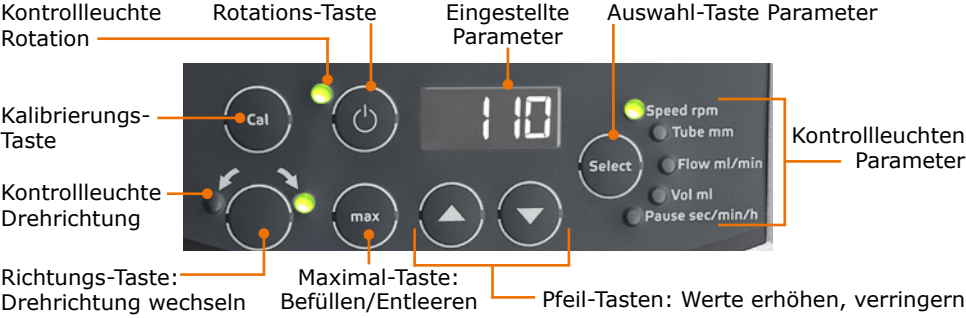 Kontrollleuchte
Rotation
Rotations-Taste
Eingestellte
Parameter
Auswahl-Taste Parameter
Kalibrierungs-
Taste
Cal
110
Speed rpm
Tube mm
Flow ml/min
Vol ml
Pause sec/min/h
Select
Kontrollleuchten
Parameter
Kontrollleuchte
Drehrichtung
max
Richtungs-Taste:
Drehrichtung wechseln
Maximal-Taste:
Befüllen/Entleeren
Pfeil-Tasten: Werte erhöhen, verringern